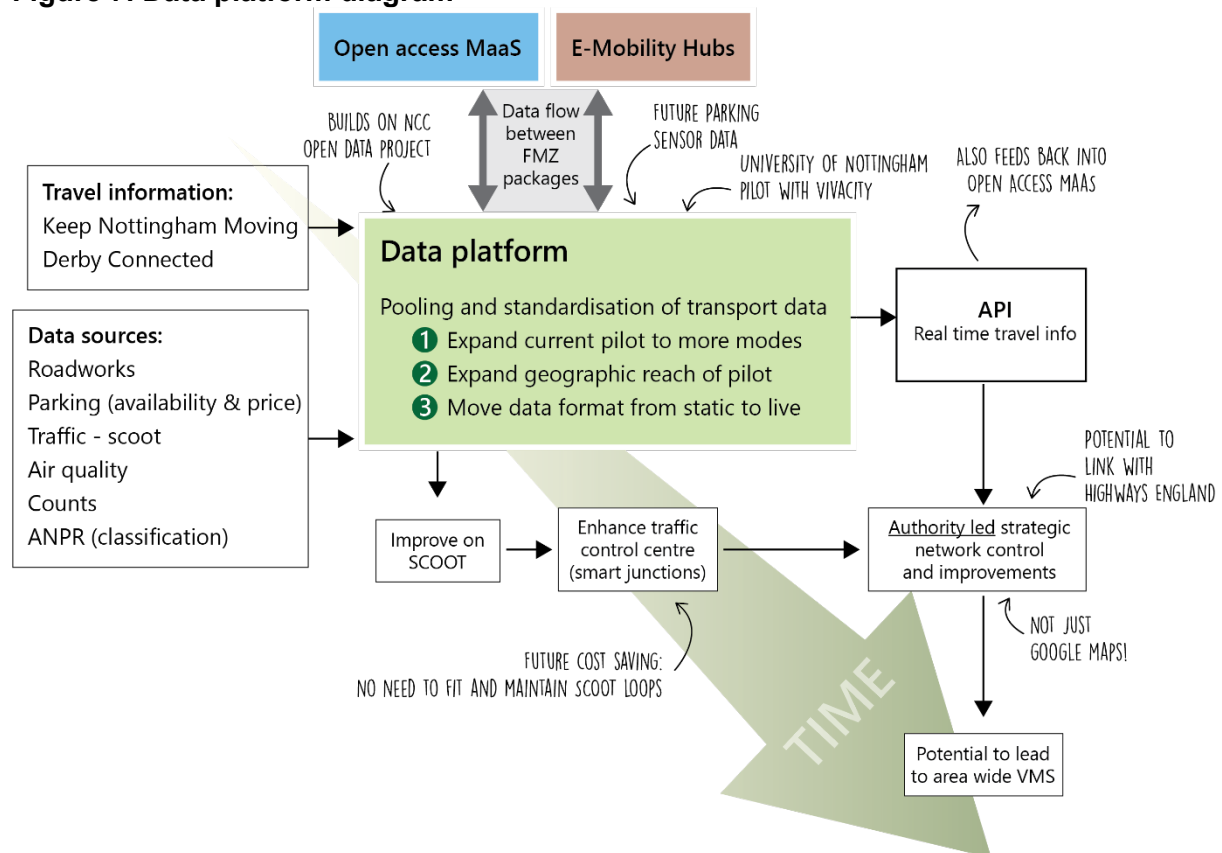 Figure 7: Data platform diagram
Open access MaaS
E-Mobility Hubs
Data flow
between
FMZ
packages
BUILDS ON NCC
OPEN DATA PROJECT
FUTURE PARKING
SENSOR DATA
UNIVERSITY OF NOTTINGHAM
PILOT WITH VIVACITY
ALSO FEEDS BACK INTO
OPEN ACCESS MAAS
Travel information:
Keep Nottingham Moving
Derby Connected
Data sources:
Roadworks
Parking (availability & price)
Traffic - scoot
Air quality
Counts
ANPR (classification)
Data platform
Pooling and standardisation of transport data
1 Expand current pilot to more modes
2 Expand geographic reach of pilot
3 Move data format from static to live
API
Real time travel info
POTENTIAL TO
LINK WITH
HIGHWAYS ENGLAND
Improve on
SCOOT
Enhance traffic
control centre
(smart junctions)
Authority led strategic
network control
and improvements
FUTURE COST SAVING:
NO NEED TO FIT AND MAINTAIN SCOOT LOOPS
NOT JUST
GOOGLE MAPS!
TIME
Potential to lead
to area wide VMS